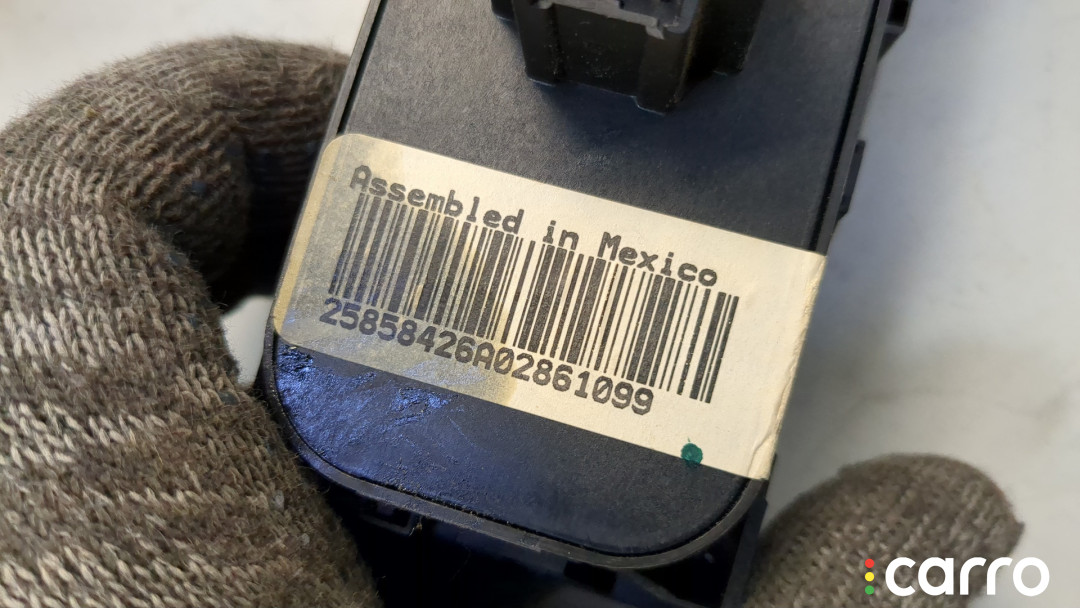 Assembled in Mexico
25858426A02861099
carro